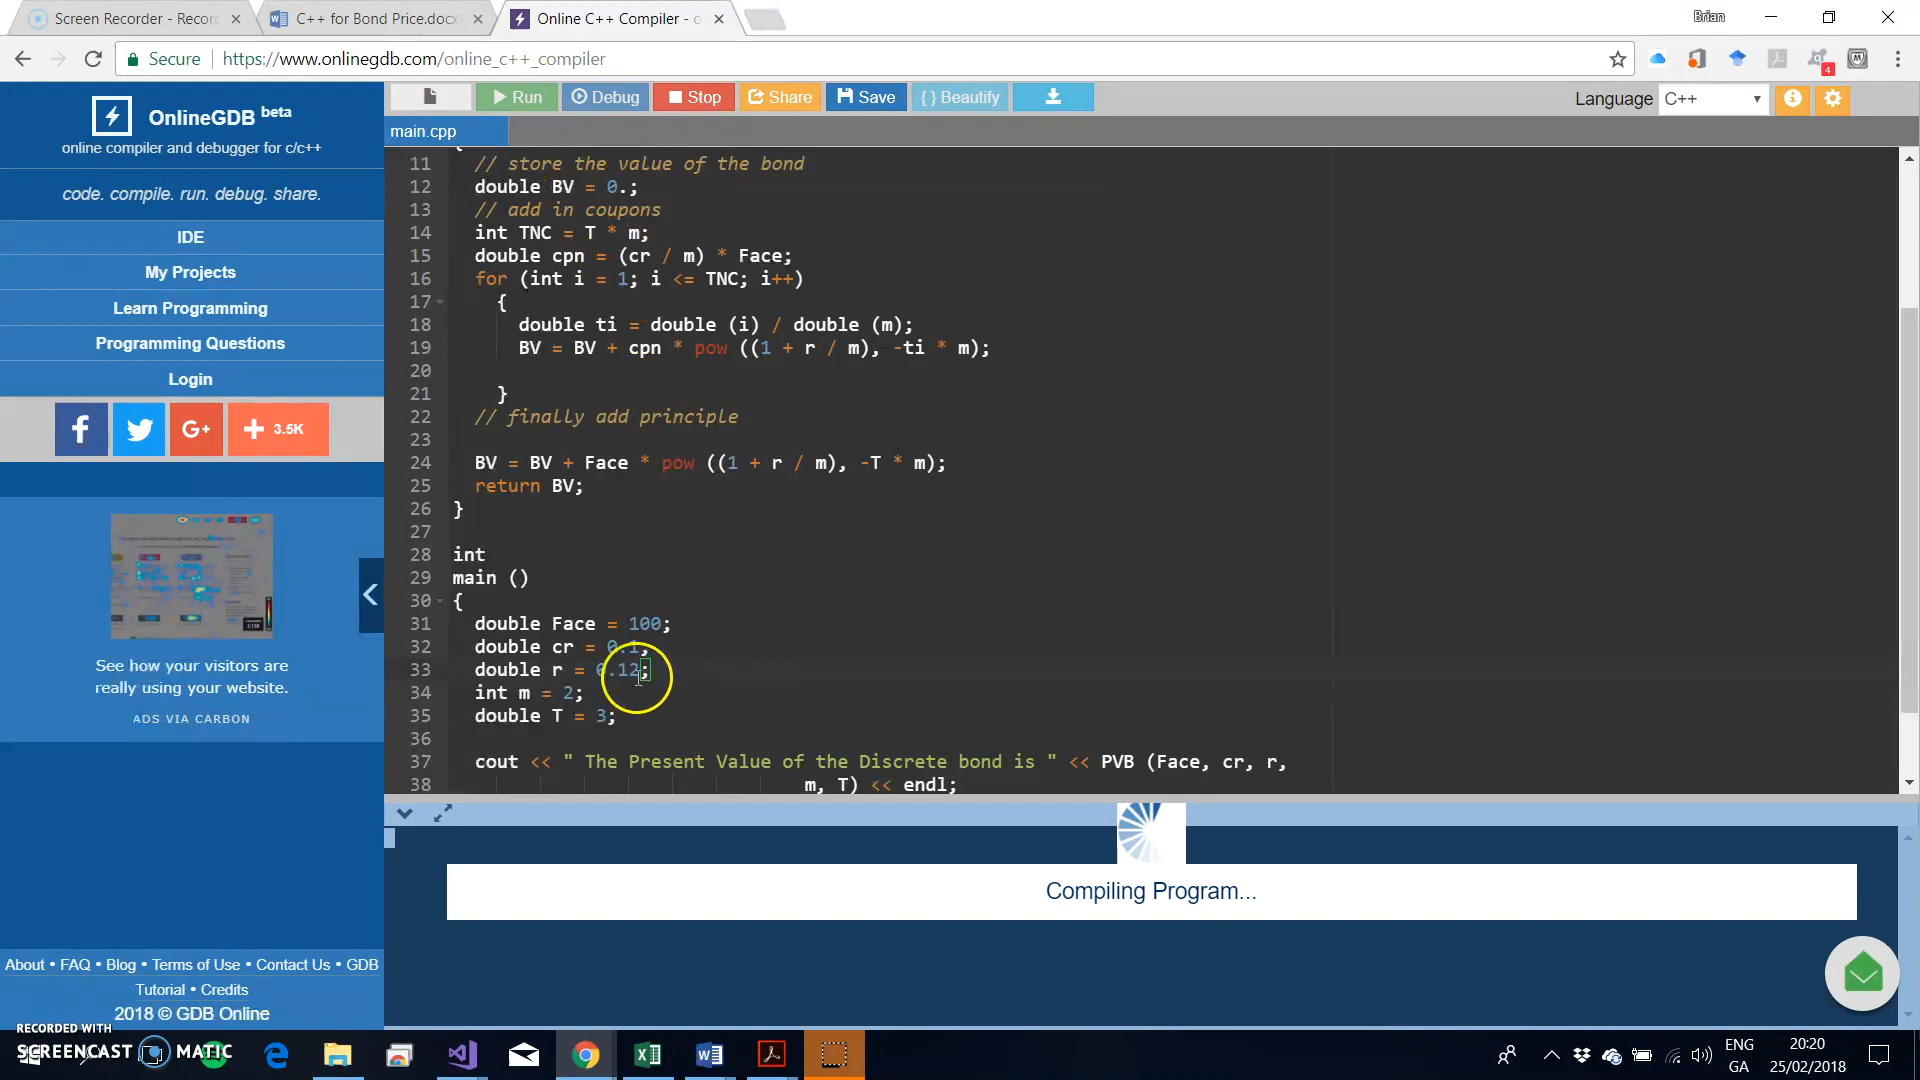 Screen Recorder - Recor
C++ for Bond Price.docx
Online C++ Compiler - o
Brian
Secure
https://www.onlinegdb.com/online_c++_compiler
4
OnlineGDB beta
online compiler and debugger for c/c++
code. compile. run. debug. share.
IDE
My Projects
Learn Programming
Programming Questions
Login
3.5K
See how your visitors are
really using your website.
ADS VIA CARBON
About • FAQ • Blog • Terms of Use • Contact Us • GDB
Tutorial • Credits
2018 © GDB Online
Run
Debug
Stop
Share
Save
{ } Beautify
Language
C++
main.cpp
11 // store the value of the bond
12 double BV = 0.;
13 // add in coupons
14 int TNC = T * m;
15 double cpn = (cr / m) * Face;
16 for (int i = 1; i <= TNC; i++)
17 {
18 double ti = double (i) / double (m);
19 BV = BV + cpn * pow ((1 + r / m), -ti * m);
20
21 }
22 // finally add principle
23
24 BV = BV + Face * pow ((1 + r / m), -T * m);
25 return BV;
26 }
27
28 int
29 main ()
30 {
31 double Face = 100;
32 double cr = 0.1;
33 double r = 0.12;
34 int m = 2;
35 double T = 3;
36
37 cout << " The Present Value of the Discrete bond is " << PVB (Face, cr, r,
38 m, T) << endl;
Compiling Program...
RECORDED WITH
SCREENCAST MATIC
ENG
GA
20:20
25/02/2018